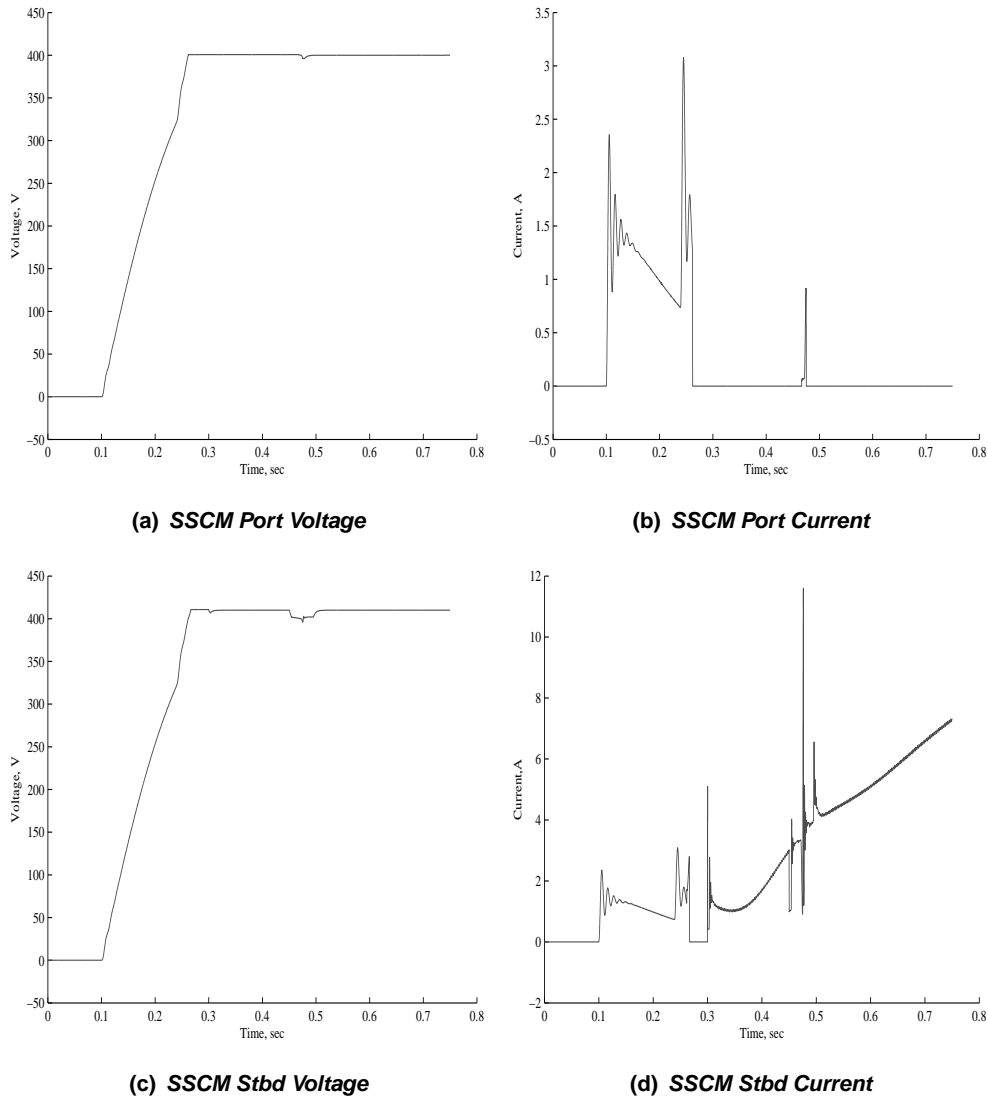 450
400
350
300
250
200
150
100
50
0
−50
Voltage, V
0 0.1 0.2 0.3 0.4 0.5 0.6 0.7 0.8
Time, sec
(a) SSCM Port Voltage
3.5
3
2.5
2
1.5
1
0.5
0
−0.5
Current, A
0 0.1 0.2 0.3 0.4 0.5 0.6 0.7 0.8
Time, sec
(b) SSCM Port Current
450
400
350
300
250
200
150
100
50
0
−50
Voltage, V
0 0.1 0.2 0.3 0.4 0.5 0.6 0.7 0.8
Time, sec
(c) SSCM Stbd Voltage
12
10
8
6
4
2
0
−2
Current,A
0 0.1 0.2 0.3 0.4 0.5 0.6 0.7 0.8
Time, sec
(d) SSCM Stbd Current